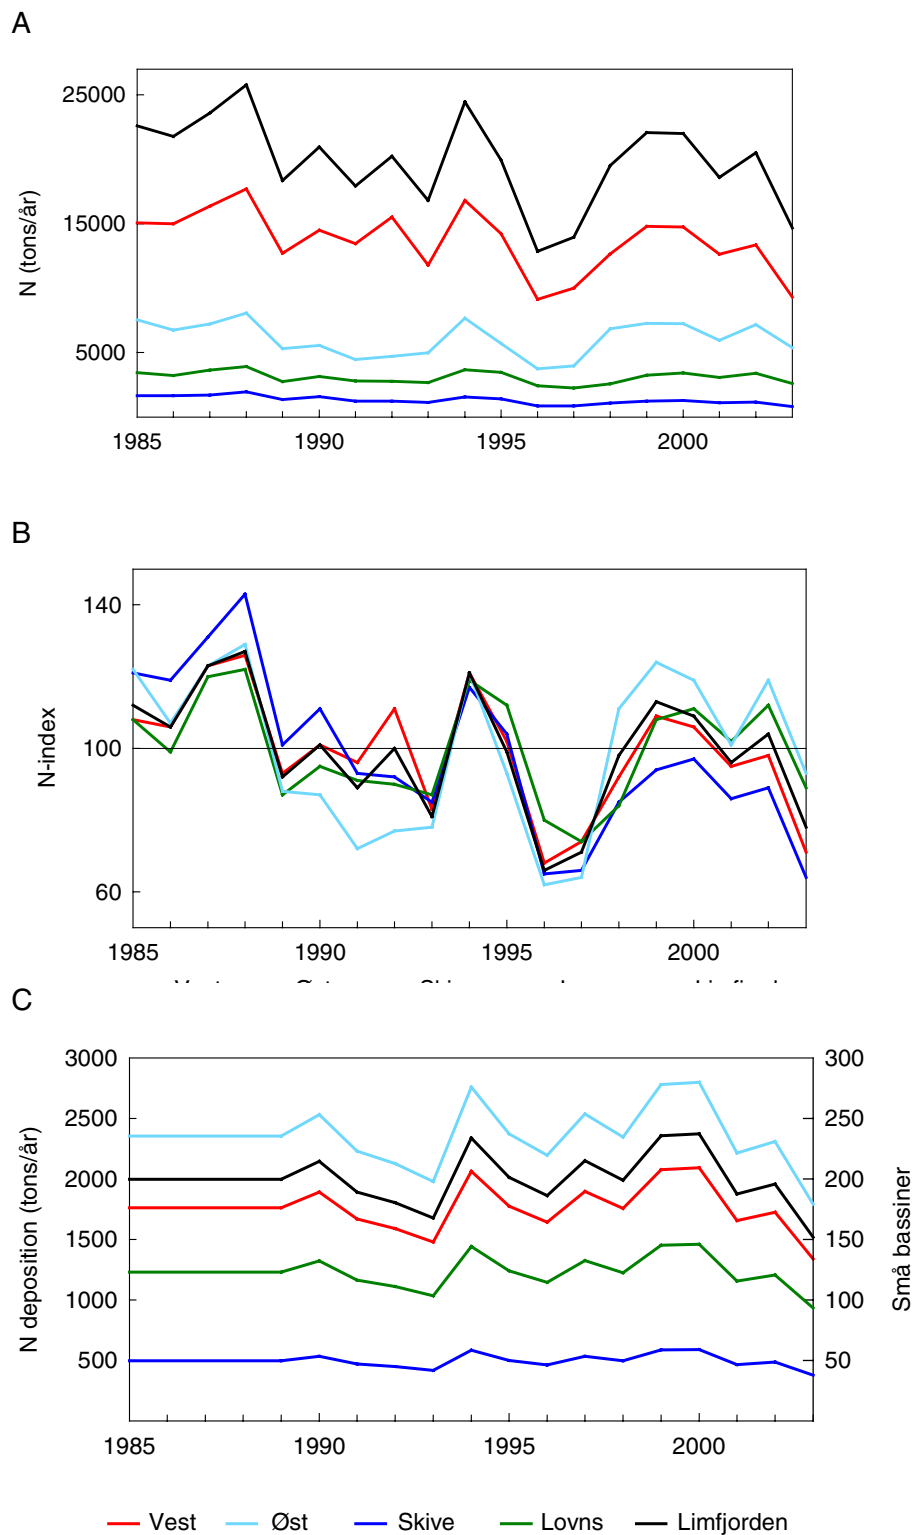 A
N (tons/år)
25000
15000
5000
1985 1990 1995 2000
B
N-index
140
100
60
1985 1990 1995 2000
C
N deposition (tons/år)
3000 300
2500 250
2000 200
1500 150
1000 100
500 50
Små bassiner
1985 1990 1995 2000
Vest Øst Skive Lovns Limfjorden